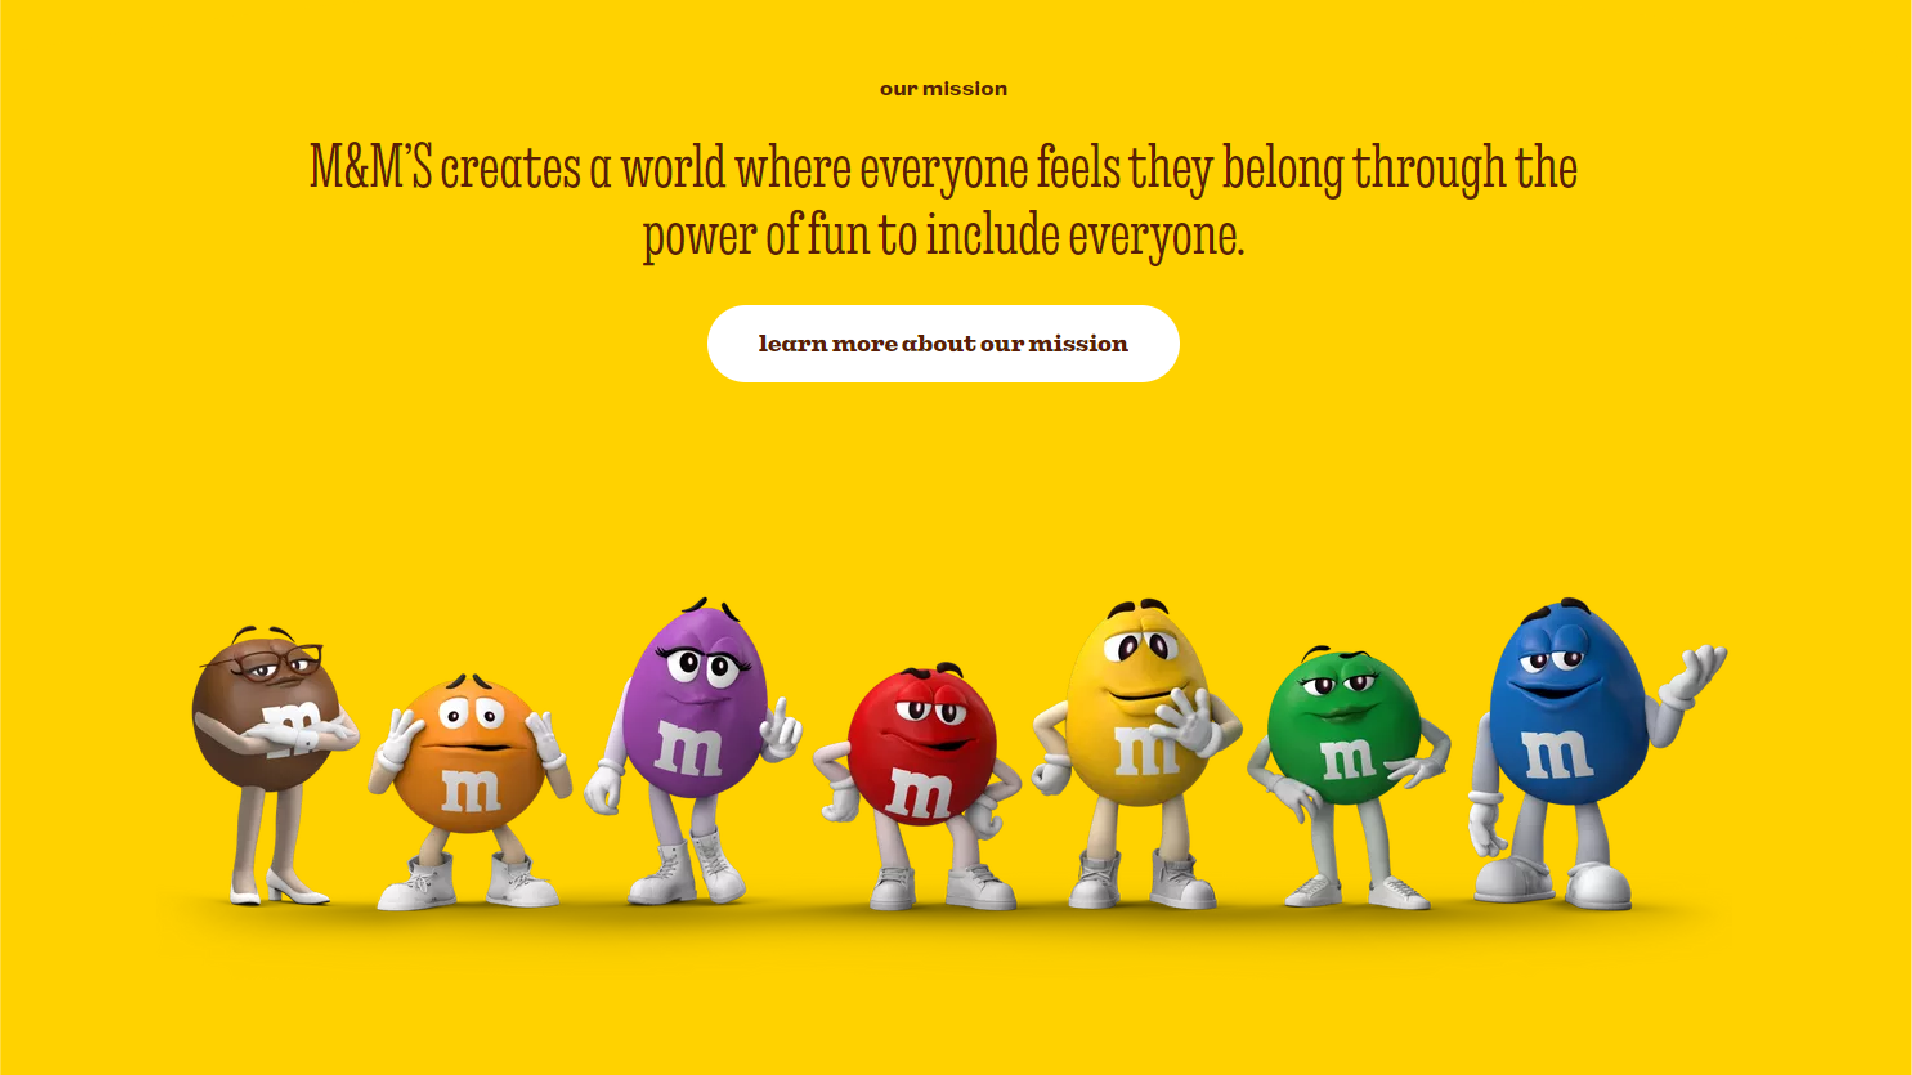 our mission
M&M'S creates a world where everyone feels they belong through the
power of fun to include everyone.
learn more about our mission
m
m
m
m
m
m
m